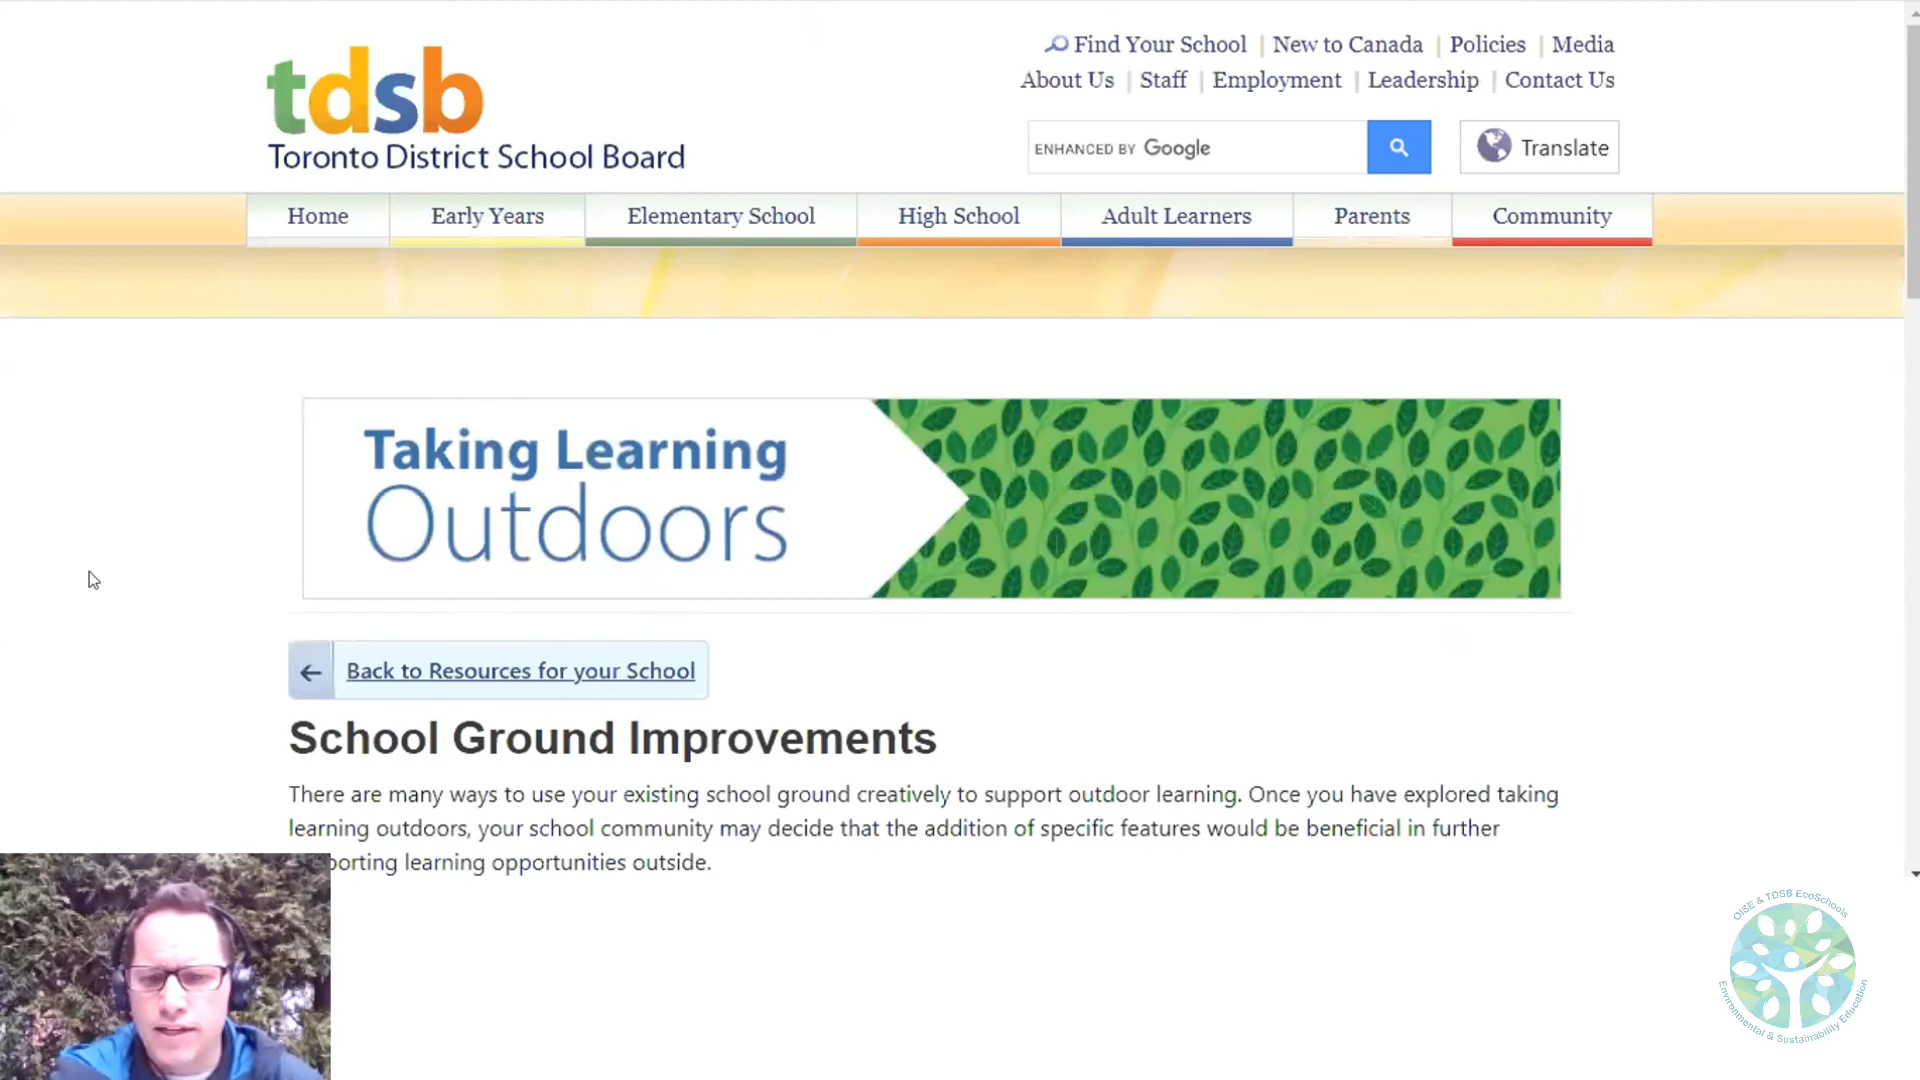 tdsb
Toronto District School Board
Find Your School | New to Canada | Policies | Media
About Us | Staff | Employment | Leadership | Contact Us
ENHANCED BY Google
Translate
Home
Early Years
Elementary School
High School
Adult Learners
Parents
Community
Taking Learning
Outdoors
Back to Resources for your School
School Ground Improvements
There are many ways to use your existing school ground creatively to support outdoor learning. Once you have explored taking
learning outdoors, your school community may decide that the addition of specific features would be beneficial in further
porting learning opportunities outside.
OISE & TDSB EcoSchools
Environmental & Sustainability Education